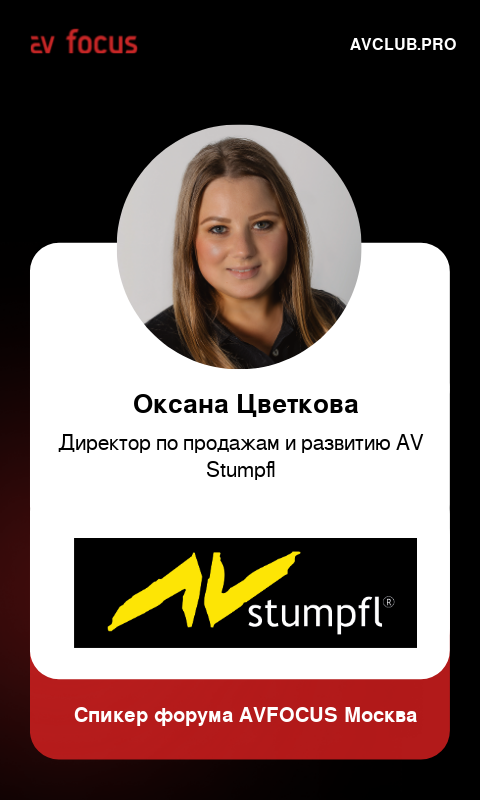 av focus
AVCLUB.PRO
Оксана Цветкова
Директор по продажам и развитию AV
Stumpfl
AV stumpfl®
Спикер форума AVFOCUS Москва